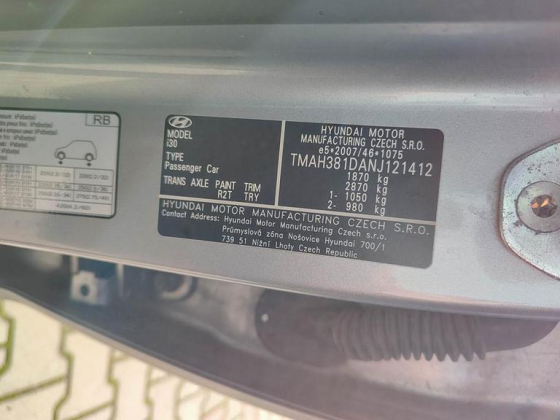 RB
MODEL
i30
TYPE
Passenger Car
TRANS AXLE PAINT TRIM
R2T TRY
HYUNDAI MOTOR
MANUFACTURING CZECH S.R.O.
e5*2007/46*1075
TMAH381DANJ121412
1870 kg
2870 kg
1- 1050 kg
2- 980 kg
HYUNDAI MOTOR MANUFACTURING CZECH S.R.O.
Contact Address: Hyundai Motor Manufacturing Czech s.r.o.
Průmyslová zóna Nošovice Hyundai 700/1
739 51 Nižní Lhoty Czech Republic